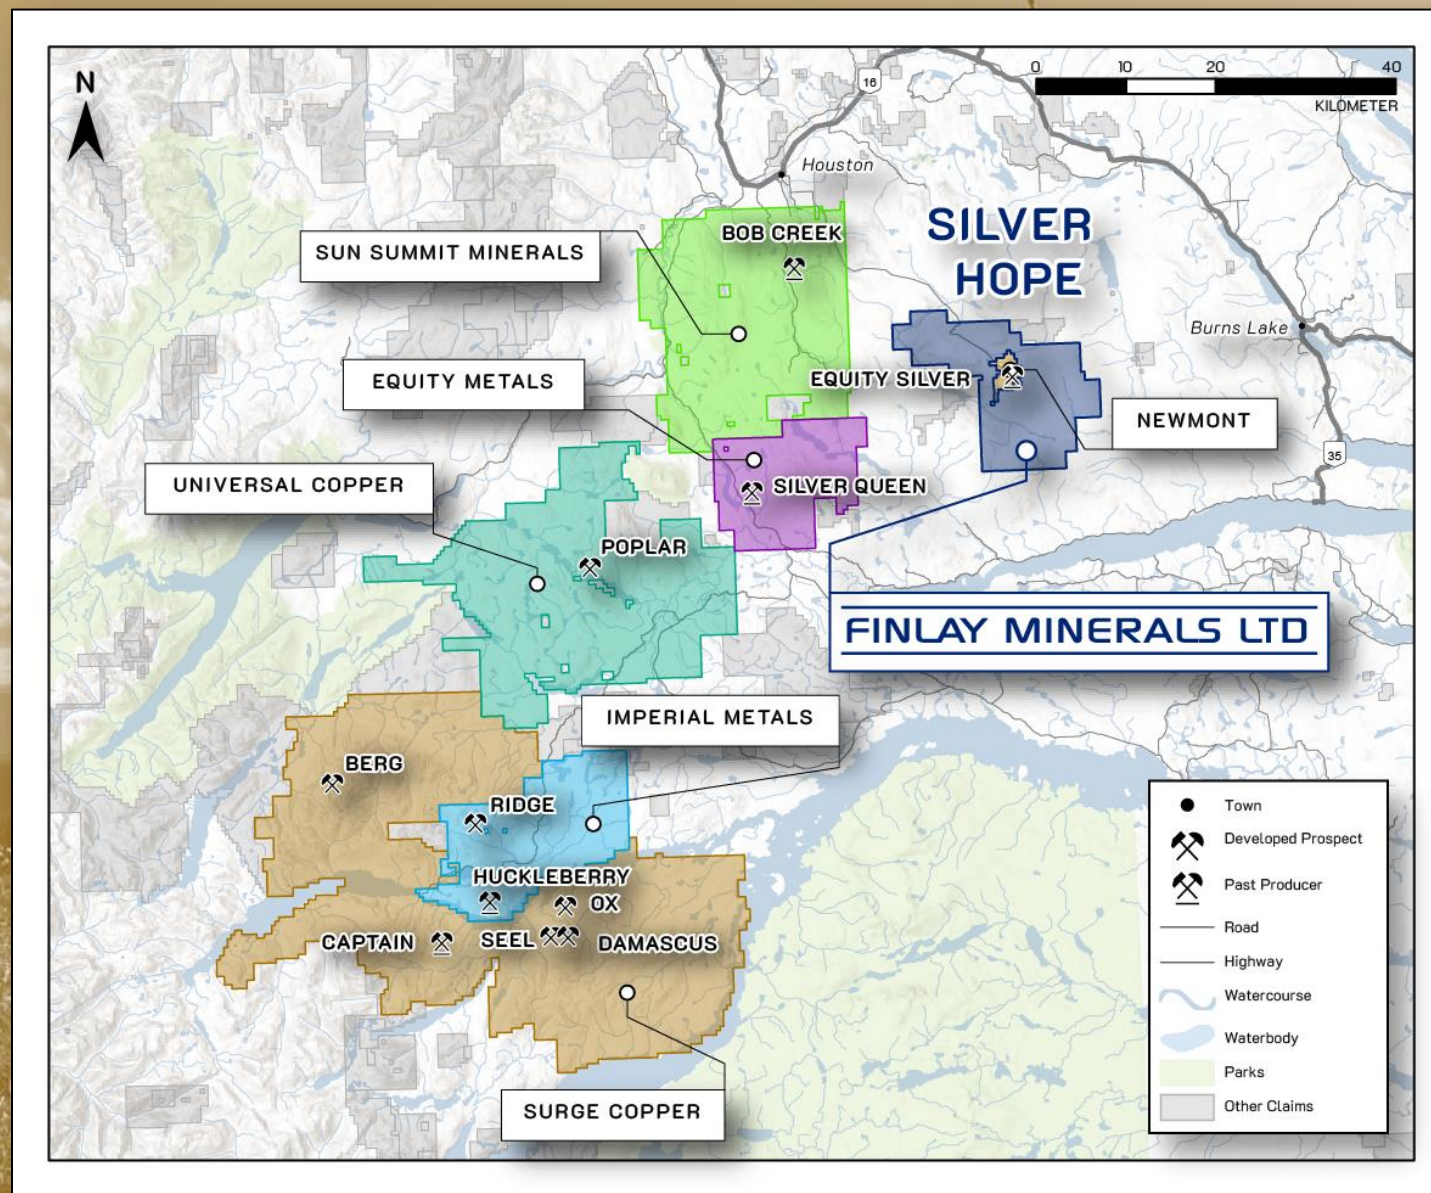 N
0 10 20 40
KILOMETER
16
Houston
SILVER
HOPE
BOB CREEK
SUN SUMMIT MINERALS
Burns Lake
EQUITY METALS
EQUITY SILVER
NEWMONT
35
UNIVERSAL COPPER
SILVER QUEEN
POPLAR
FINLAY MINERALS LTD
IMPERIAL METALS
BERG
RIDGE
HUCKLEBERRY
OX
CAPTAIN
SEEL
DAMASCUS
SURGE COPPER
Town
Developed Prospect
Past Producer
Road
Highway
Watercourse
Waterbody
Parks
Other Claims